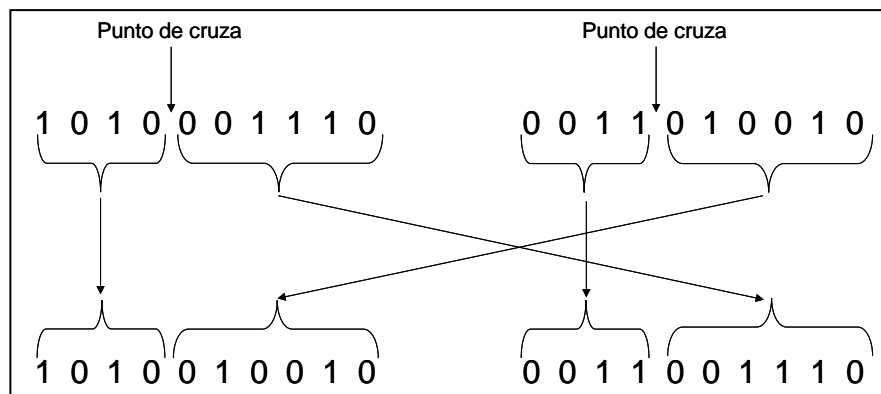 Punto de cruza Punto de cruza
1 0 1 0 0 0 1 1 1 0 0 0 1 1 0 1 0 0 1 0
1 0 1 0 0 1 0 0 1 0 0 0 1 1 0 0 1 1 1 0